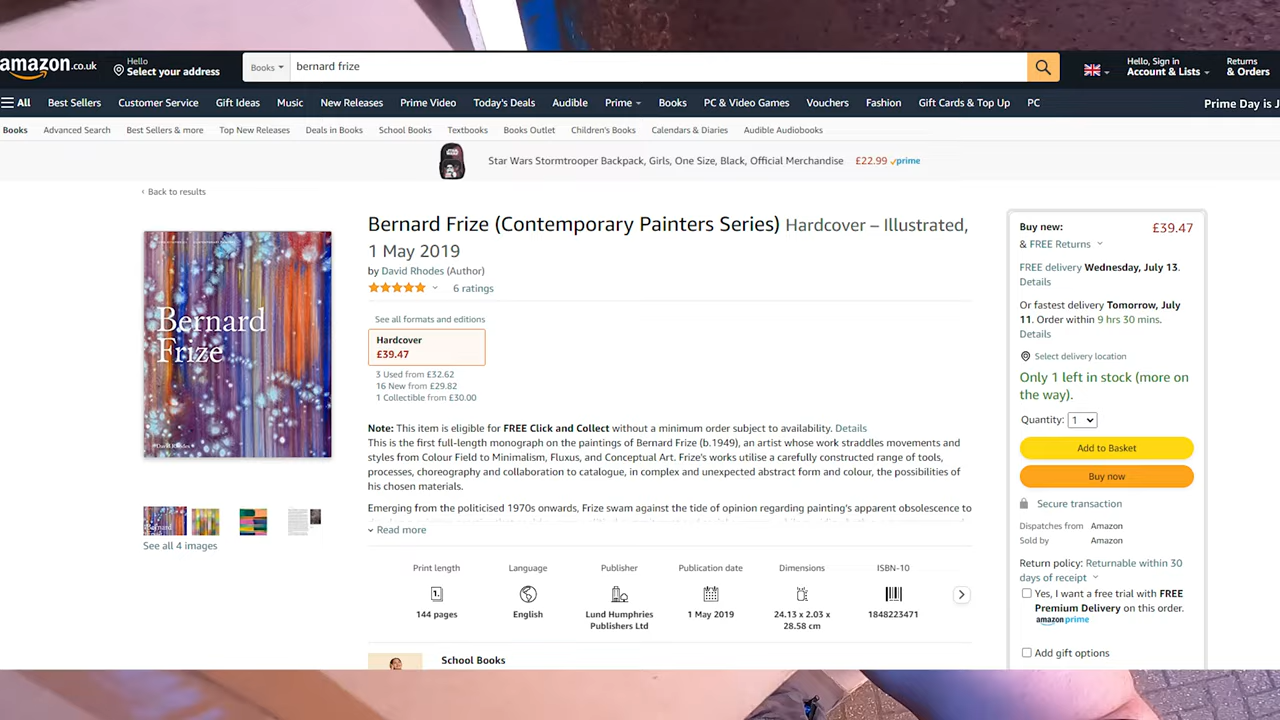 amazon.co.uk
Hello
Select your address
Books
bernard frize
Hello, Sign in
Account & Lists
Returns
& Orders
All
Best Sellers
Customer Service
Gift Ideas
Music
New Releases
Prime Video
Today's Deals
Audible
Prime
Books
PC & Video Games
Vouchers
Fashion
Gift Cards & Top Up
PC
Prime Day is J
Books
Advanced Search
Best Sellers & more
Top New Releases
Deals in Books
School Books
Textbooks
Books Outlet
Children's Books
Calendars & Diaries
Audible Audiobooks
Star Wars Stormtrooper Backpack, Girls, One Size, Black, Official Merchandise £22.99 prime
‹ Back to results
Bernard
Frize
David Rhodes
See all 4 images
Bernard Frize (Contemporary Painters Series) Hardcover – Illustrated,
1 May 2019
by David Rhodes (Author)
6 ratings
See all formats and editions
Hardcover
£39.47
3 Used from £32.62
16 New from £29.82
1 Collectible from £30.00
Note: This item is eligible for FREE Click and Collect without a minimum order subject to availability. Details
This is the first full-length monograph on the paintings of Bernard Frize (b.1949), an artist whose work straddles movements and
styles from Colour Field to Minimalism, Fluxus, and Conceptual Art. Frize's works utilise a carefully constructed range of tools,
processes, choreography and collaboration to catalogue, in complex and unexpected abstract form and colour, the possibilities of
his chosen materials.
Emerging from the politicised 1970s onwards, Frize swam against the tide of opinion regarding painting's apparent obsolescence to
Read more
Print length
144 pages
Language
English
Publisher
Lund Humphries
Publishers Ltd
Publication date
1 May 2019
Dimensions
24.13 x 2.03 x
28.58 cm
ISBN-10
1848223471
School Books
Buy new:
£39.47
& FREE Returns
FREE delivery Wednesday, July 13.
Details
Or fastest delivery Tomorrow, July
11. Order within 9 hrs 30 mins.
Details
Select delivery location
Only 1 left in stock (more on
the way).
Quantity: 1
Add to Basket
Buy now
Secure transaction
Dispatches from Amazon
Sold by Amazon
Return policy: Returnable within 30
days of receipt
Yes, I want a free trial with FREE
Premium Delivery on this order.
amazon prime
Add gift options